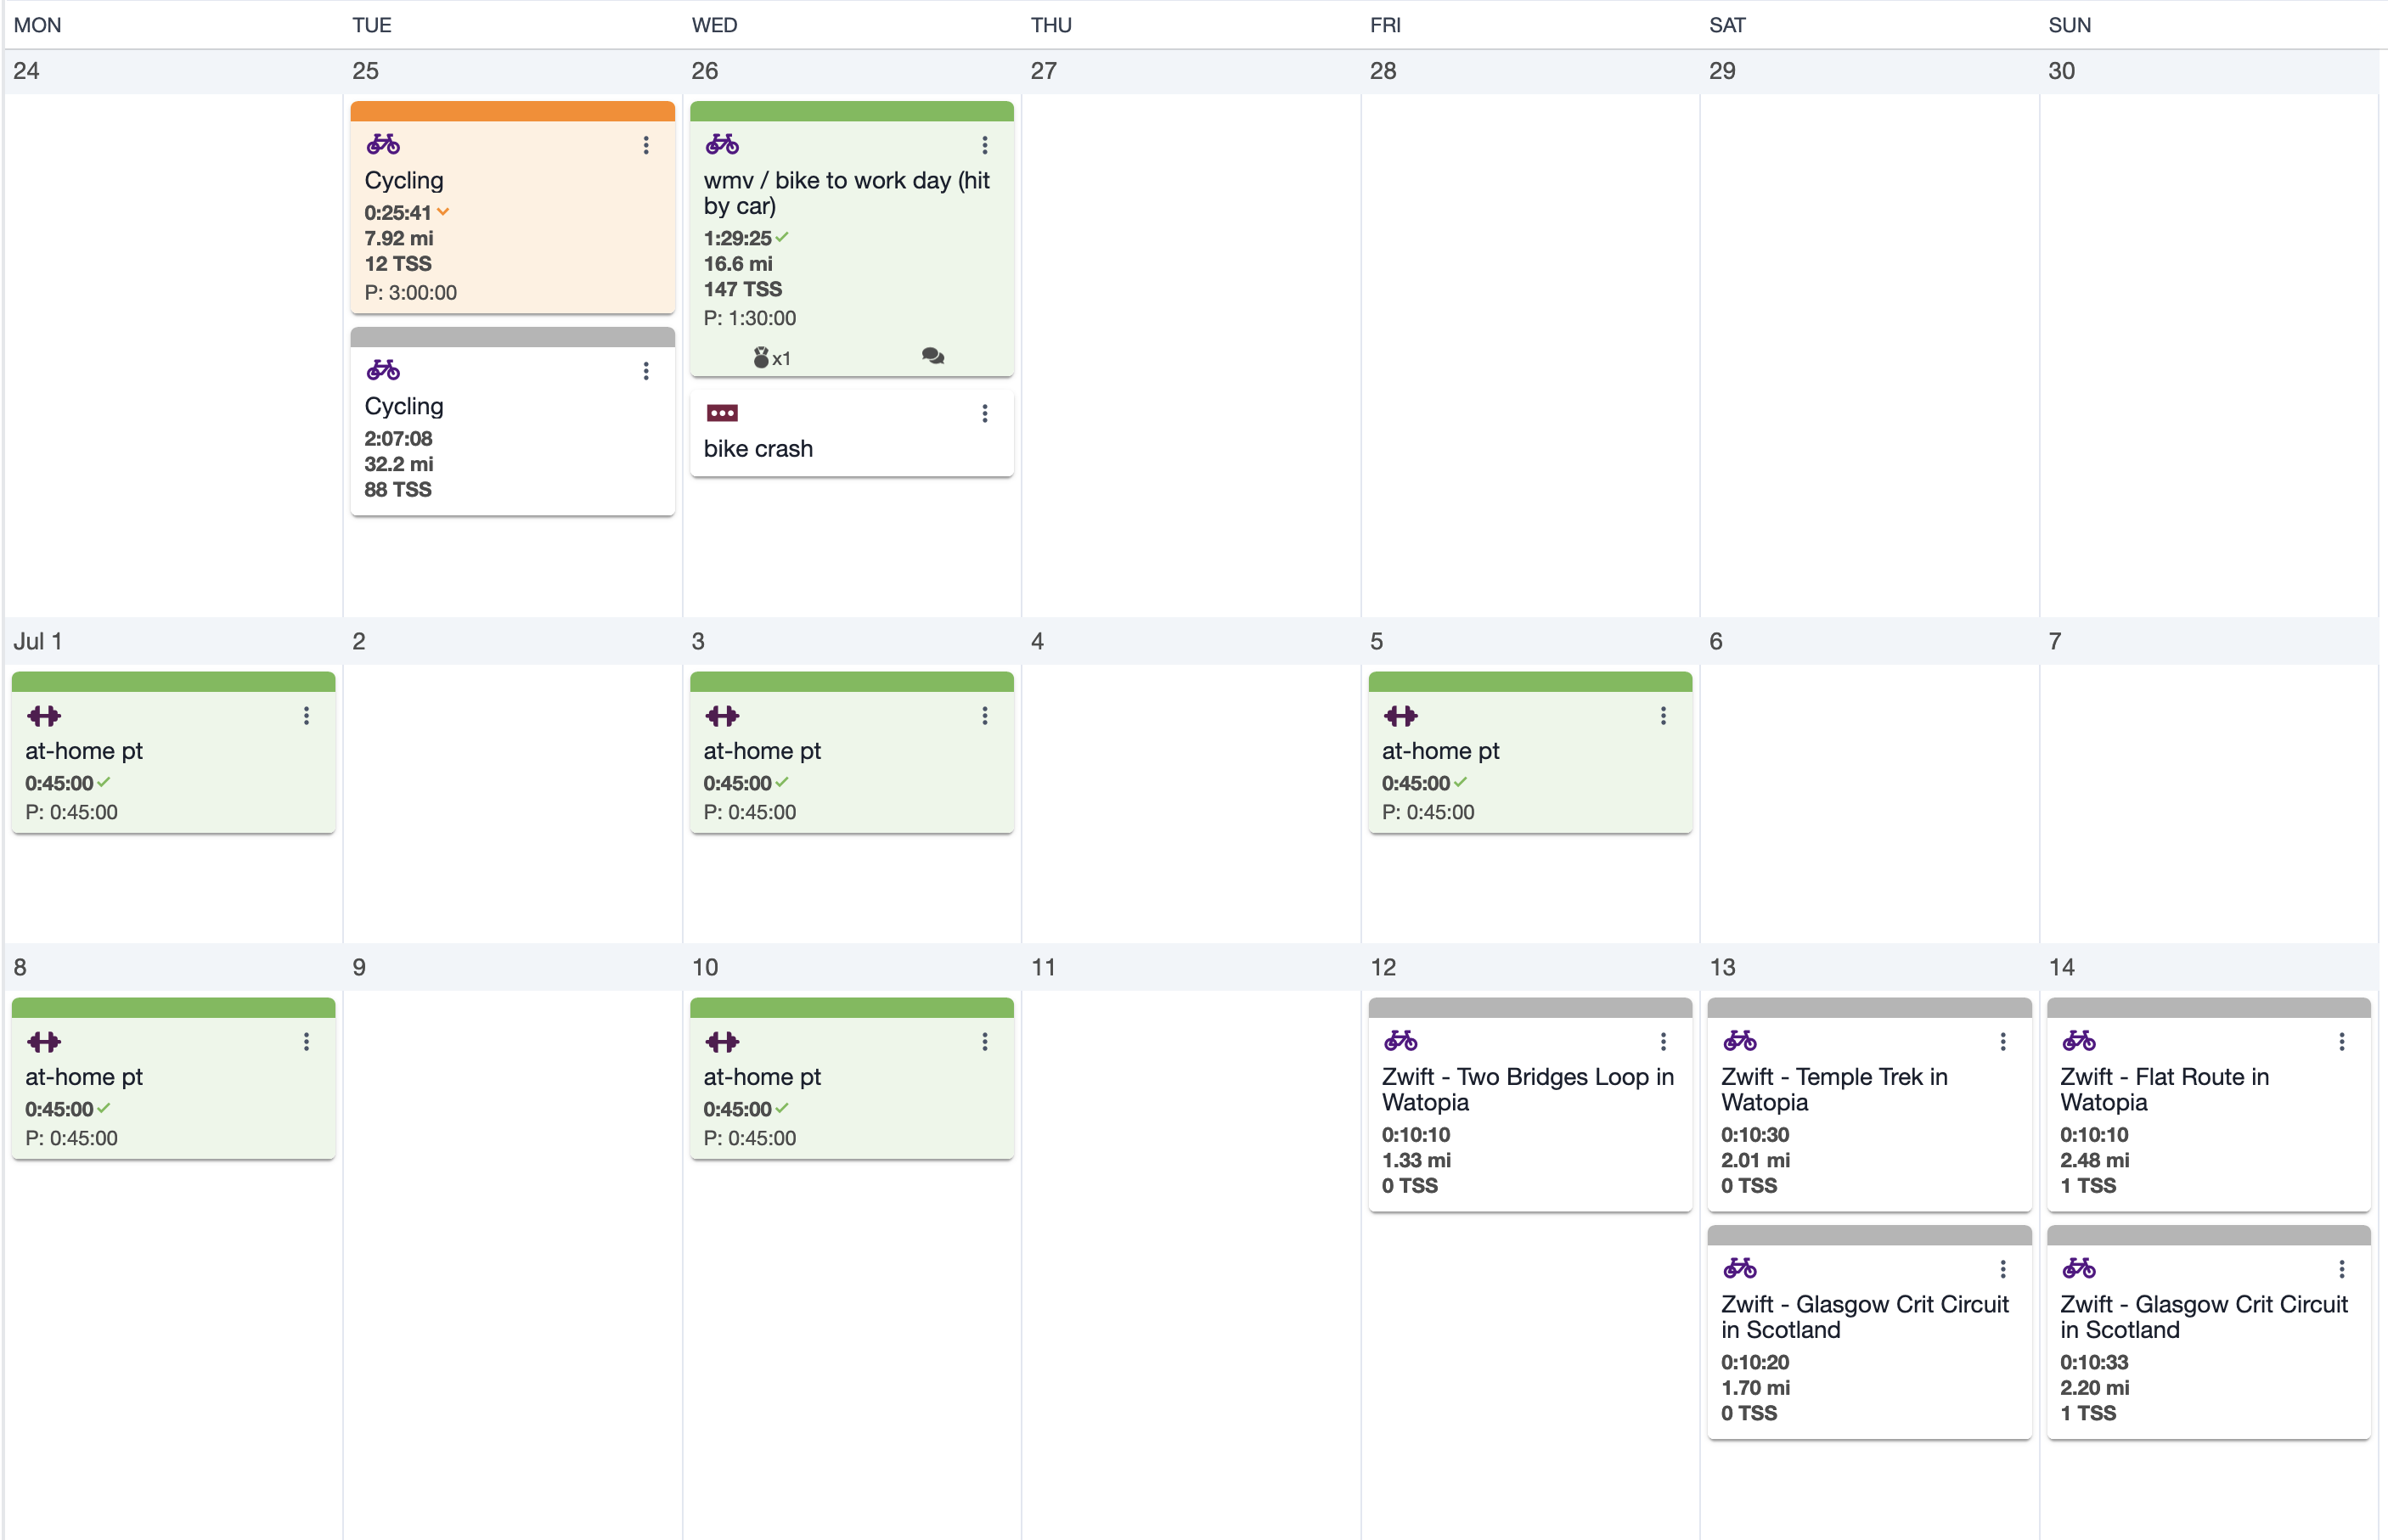 MON TUE WED THU FRI SAT SUN
24 25 26 27 28 29 30
Cycling
0:25:41
7.92 mi
12 TSS
P: 3:00:00
Cycling
2:07:08
32.2 mi
88 TSS
wmv / bike to work day (hit
by car)
1:29:25
16.6 mi
147 TSS
P: 1:30:00
x1
bike crash
Jul 1 2 3 4 5 6 7
at-home pt
0:45:00
P: 0:45:00
at-home pt
0:45:00
P: 0:45:00
at-home pt
0:45:00
P: 0:45:00
8 9 10 11 12 13 14
at-home pt
0:45:00
P: 0:45:00
at-home pt
0:45:00
P: 0:45:00
Zwift - Two Bridges Loop in
Watopia
0:10:10
1.33 mi
0 TSS
Zwift - Temple Trek in
Watopia
0:10:30
2.01 mi
0 TSS
Zwift - Glasgow Crit Circuit
in Scotland
0:10:20
1.70 mi
0 TSS
Zwift - Flat Route in
Watopia
0:10:10
2.48 mi
1 TSS
Zwift - Glasgow Crit Circuit
in Scotland
0:10:33
2.20 mi
1 TSS